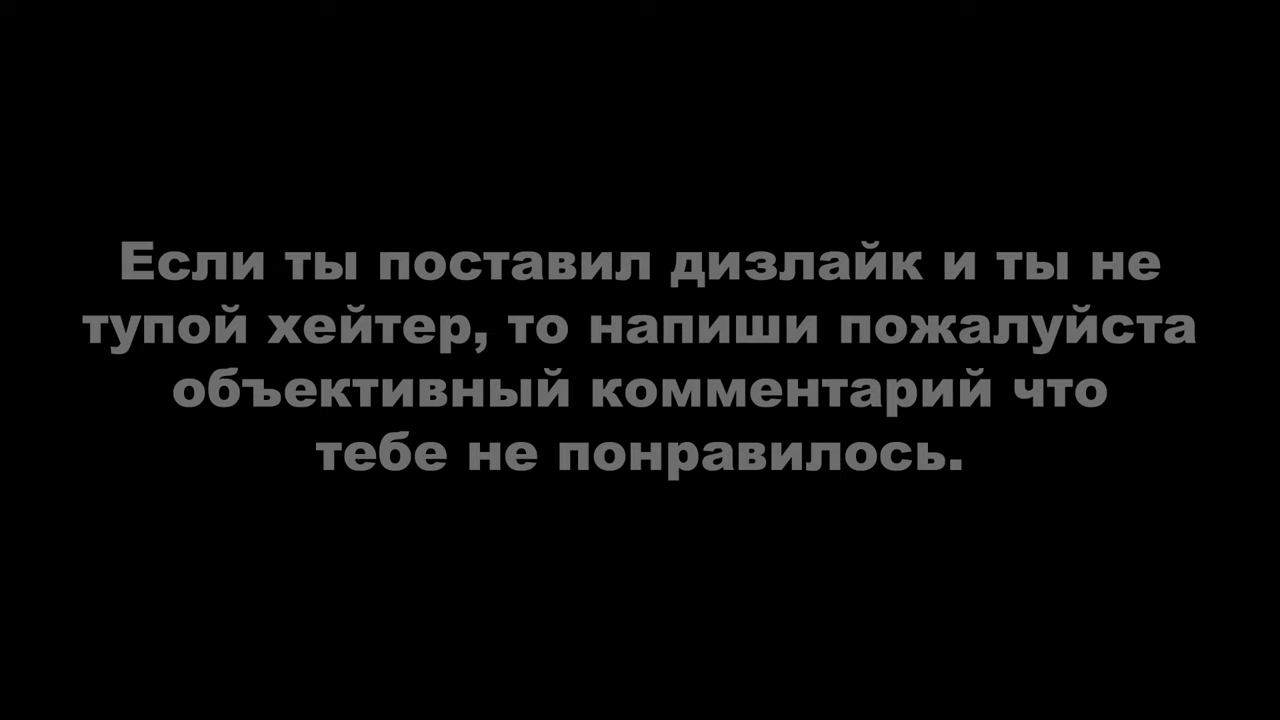 Если ты поставил дизлайк и ты не
тупой хейтер, то напиши пожалуйста
объективный комментарий что
тебе не понравилось.